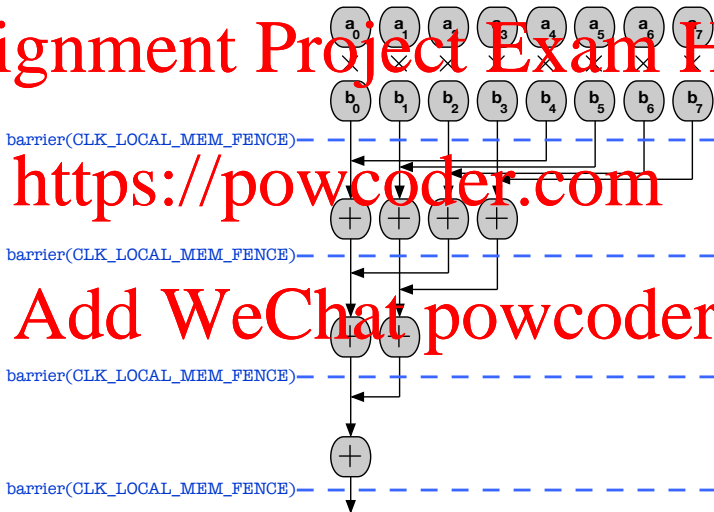 a0 a1 a2 a3 a4 a5 a6 a7
ignment Project Exam H
× × × × × × × ×
b0 b1 b2 b3 b4 b5 b6 b7
barrier(CLK_LOCAL_MEM_FENCE)
https://powcoder.com
+ + + +
barrier(CLK_LOCAL_MEM_FENCE)
Add WeChat powcoder
+ +
barrier(CLK_LOCAL_MEM_FENCE)
+
barrier(CLK_LOCAL_MEM_FENCE)